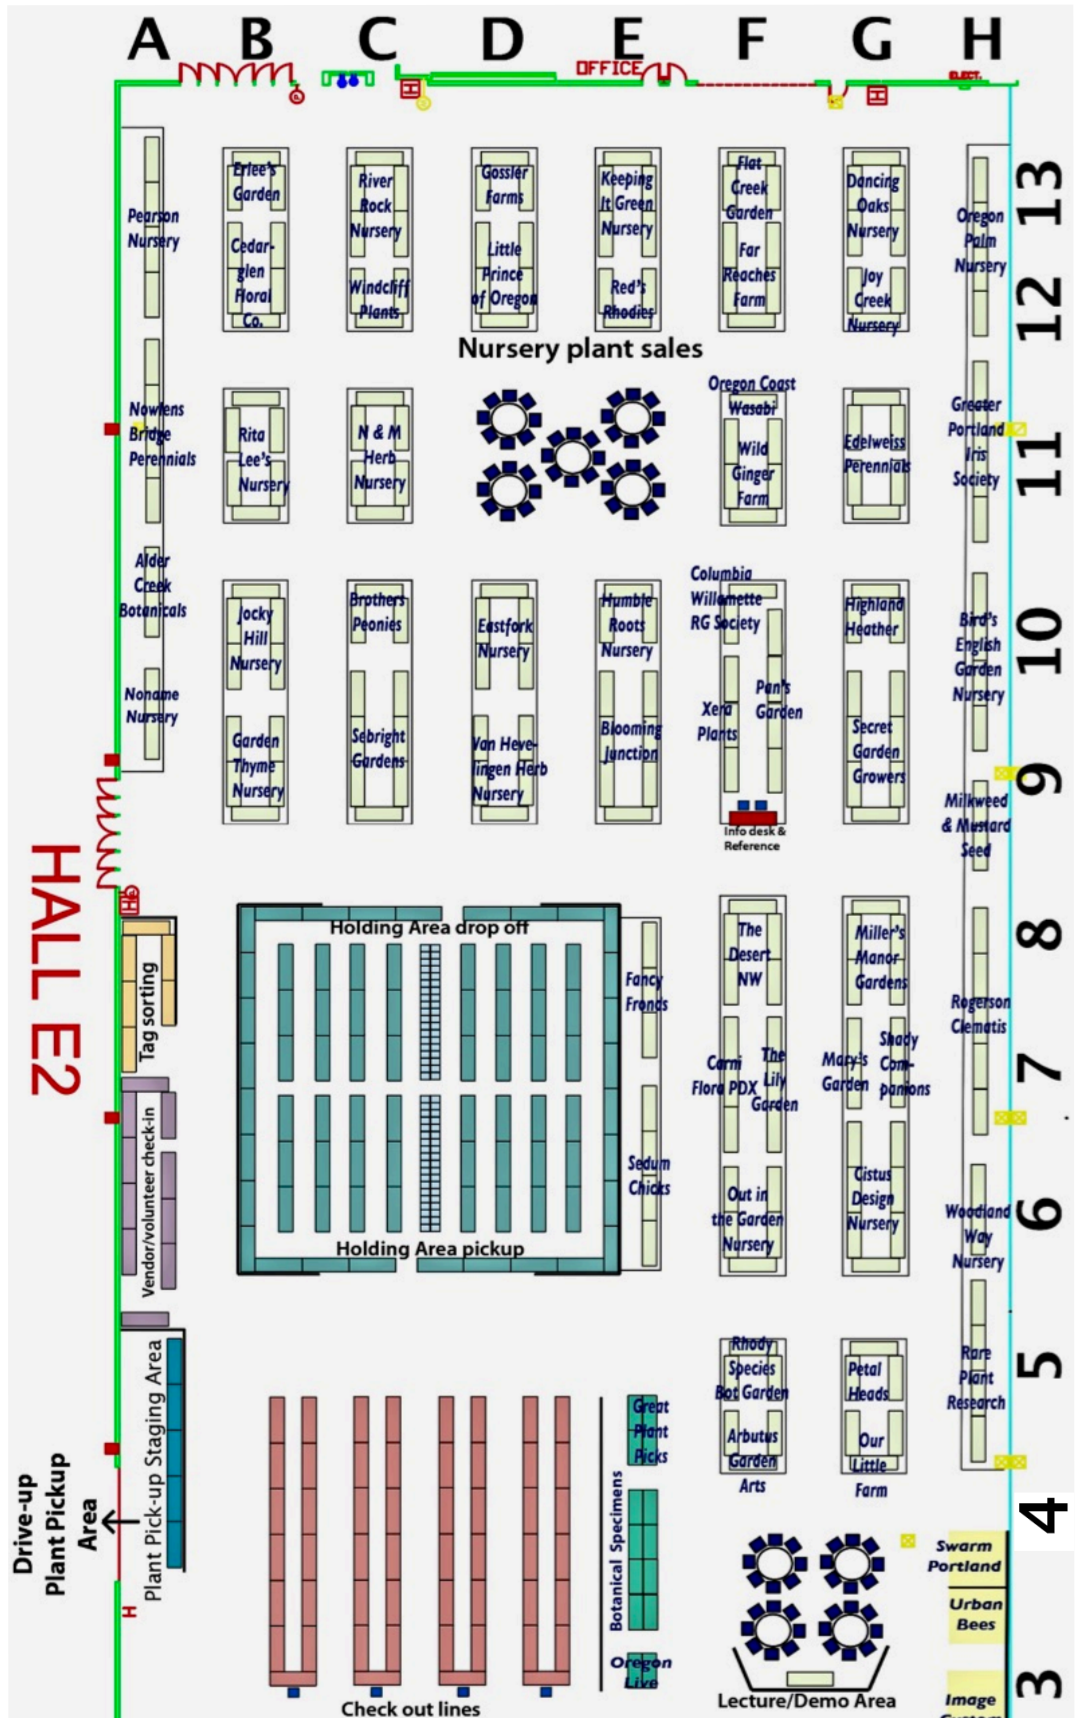 A B C D E F G H
OFFICE
ELECT.
13
12
11
10
9
8
7
6
5
4
3
Pearson
Nursery
Erlee's
Garden
Cedar-
glen
Floral
Co.
River
Rock
Nursery
Windcliff
Plants
Gossler
Farms
Little
Prince
of Oregon
Keeping
It Green
Nursery
Red's
Rhodies
Flat
Creek
Garden
Far
Reaches
Farm
Dancing
Oaks
Nursery
Joy
Creek
Nursery
Oregon
Palm
Nursery
Nursery plant sales
Nowlens
Bridge
Perennials
Rita
Lee's
Nursery
N & M
Herb
Nursery
Oregon Coast
Wasabi
Wild
Ginger
Farm
Edelweiss
Perennials
Greater
Portland
Iris
Society
Alder
Creek
Botanicals
Noname
Nursery
Jocky
Hill
Nursery
Garden
Thyme
Nursery
Brothers
Peonies
Sebright
Gardens
Eastfork
Nursery
Van Heve-
lingen Herb
Nursery
Humble
Roots
Nursery
Blooming
Junction
Columbia
Willamette
RG Society
Xera
Plants
Pan's
Garden
Info desk &
Reference
Highland
Heather
Secret
Garden
Growers
Bird's
English
Garden
Nursery
Milkweed
& Mustard
Seed
HALL E2
Tag sorting
Vendor/volunteer check-in
Holding Area drop off
Holding Area pickup
Fancy
Fronds
Sedum
Chicks
The
Desert
NW
Carni
Flora PDX
The
Lily
Garden
Out in
the Garden
Nursery
Miller's
Manor
Gardens
Mary's
Garden
Shady
Com-
panions
Cistus
Design
Nursery
Rogerson
Clematis
Woodland
Way
Nursery
Rare
Plant
Research
Rhody
Species
Bot Garden
Arbutus
Garden
Arts
Petal
Heads
Our
Little
Farm
Drive-up
Plant Pickup
Area
Plant Pick-up Staging Area
H
Great
Plant
Picks
Botanical Specimens
Oregon
Live
Check out lines
Lecture/Demo Area
Swarm
Portland
Urban
Bees
Image
Custom